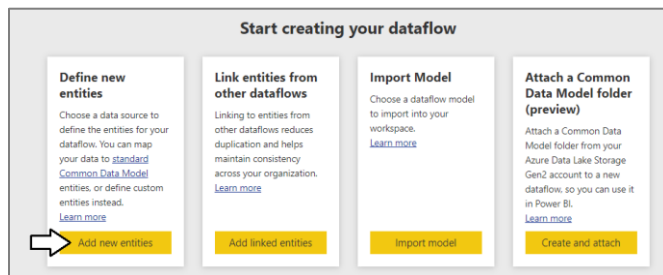 Start creating your dataflow
Define new
entities
Choose a data source to
define the entities for your
dataflow. You can map
your data to standard
Common Data Model
entities, or define custom
entities instead.
Learn more
Add new entities
Link entities from
other dataflows
Linking to entities from
other dataflows reduces
duplication and helps
maintain consistency
across your organization.
Learn more
Add linked entities
Import Model
Choose a dataflow model
to import into your
workspace.
Learn more
Import model
Attach a Common
Data Model folder
(preview)
Attach a Common Data
Model folder from your
Azure Data Lake Storage
Gen2 account to a new
dataflow, so you can use it
in Power BI.
Learn more
Create and attach